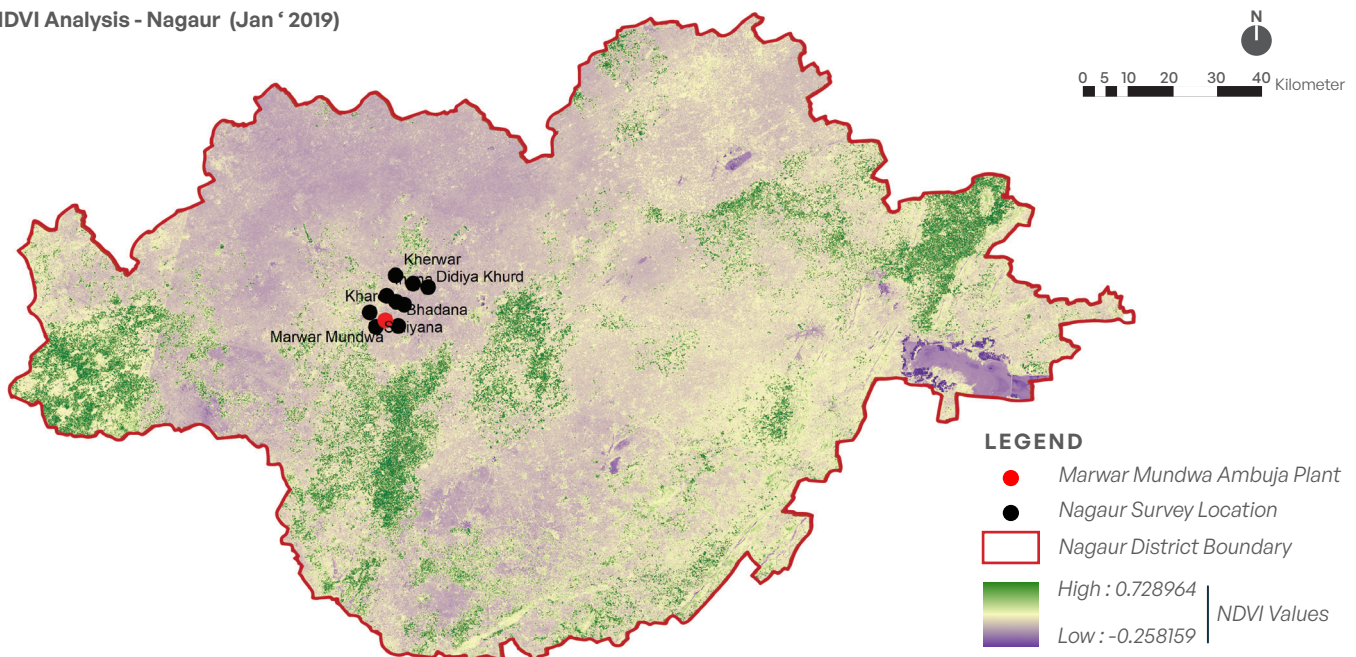 NDVI Analysis - Nagaur (Jan ‘ 2019)
N
0 5 10 20 30 40 Kilometer
Kherwar
Didiya Khurd
Bhadana
Marwar Mundwa
LEGEND
Marwar Mundwa Ambuja Plant
Nagaur Survey Location
Nagaur District Boundary
High : 0.728964
NDVI Values
Low : -0.258159